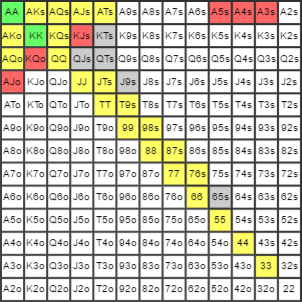 AA AKs AQs AJs ATs A9s A8s A7s A6s A5s A4s A3s A2s
AKo KK KQs KJs KTs K9s K8s K7s K6s K5s K4s K3s K2s
AQo KQo QQ QJs QTs Q9s Q8s Q7s Q6s Q5s Q4s Q3s Q2s
AJo KJo QJo JJ JTs J9s J8s J7s J6s J5s J4s J3s J2s
ATo KTo QTo JTo TT T9s T8s T7s T6s T5s T4s T3s T2s
A9o K9o Q9o J9o T9o 99 98s 97s 96s 95s 94s 93s 92s
A8o K8o Q8o J8o T8o 98o 88 87s 86s 85s 84s 83s 82s
A7o K7o Q7o J7o T7o 97o 87o 77 76s 75s 74s 73s 72s
A6o K6o Q6o J6o T6o 96o 86o 76o 66 65s 64s 63s 62s
A5o K5o Q5o J5o T5o 95o 85o 75o 65o 55 54s 53s 52s
A4o K4o Q4o J4o T4o 94o 84o 74o 64o 54o 44 43s 42s
A3o K3o Q3o J3o T3o 93o 83o 73o 63o 53o 43o 33 32s
A2o K2o Q2o J2o T2o 92o 82o 72o 62o 52o 42o 32o 22